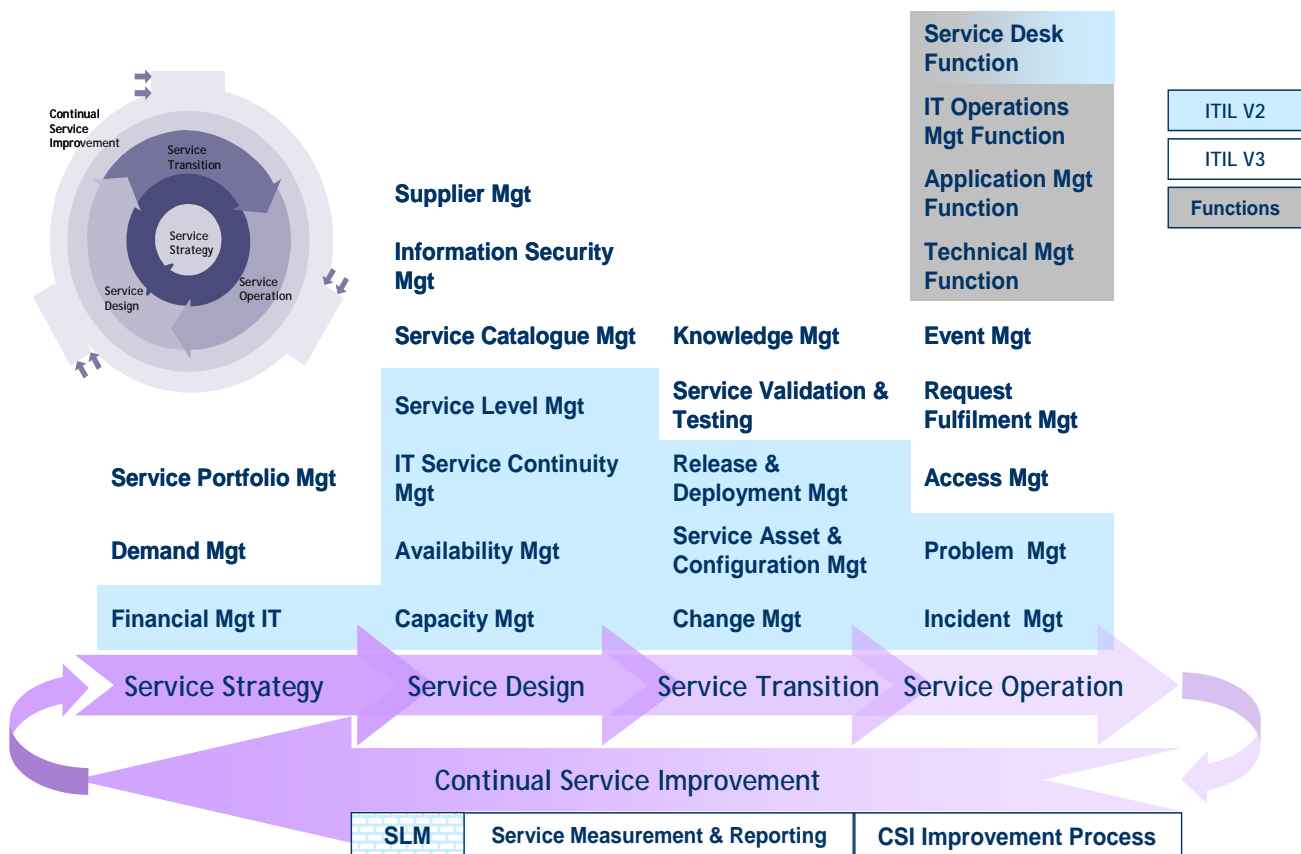 Continual
Service
Improvement
Service
Transition
Service
Strategy
Service
Design
Service
Operation
Service Desk
Function
IT Operations
Mgt Function
Application Mgt
Function
Technical Mgt
Function
ITIL V2
ITIL V3
Functions
Supplier Mgt
Information Security
Mgt
Service Catalogue Mgt
Knowledge Mgt
Event Mgt
Service Level Mgt
Service Validation &
Testing
Request
Fulfilment Mgt
Service Portfolio Mgt
IT Service Continuity
Mgt
Release &
Deployment Mgt
Access Mgt
Demand Mgt
Availability Mgt
Service Asset &
Configuration Mgt
Problem  Mgt
Financial Mgt IT
Capacity Mgt
Change Mgt
Incident  Mgt
Service Strategy
Service Design
Service Transition
Service Operation
Continual Service Improvement
SLM
Service Measurement & Reporting
CSI Improvement Process